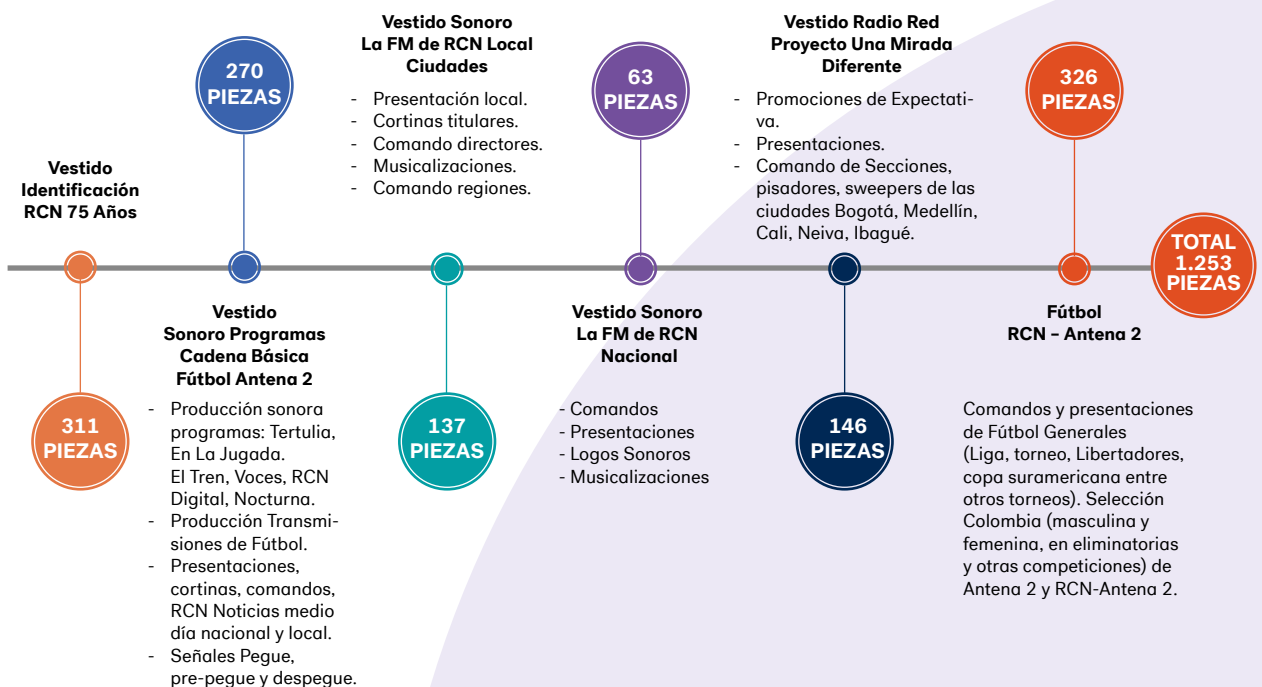 Vestido
Identificación
RCN 75 Años
311
PIEZAS
270
PIEZAS
Vestido
Sonoro Programas
Cadena Básica
Fútbol Antena 2
- Producción sonora
programas: Tertulia,
En La Jugada.
El Tren, Voces, RCN
Digital, Nocturna.
- Producción Transmi-
siones de Fútbol.
- Presentaciones,
cortinas, comandos,
RCN Noticias medio
día nacional y local.
- Señales Pegue,
pre-pegue y despegue.
Vestido Sonoro
La FM de RCN Local
Ciudades
- Presentación local.
- Cortinas titulares.
- Comando directores.
- Musicalizaciones.
- Comando regiones.
137
PIEZAS
63
PIEZAS
Vestido Sonoro
La FM de RCN
Nacional
- Comandos
- Presentaciones
- Logos Sonoros
- Musicalizaciones
Vestido Radio Red
Proyecto Una Mirada
Diferente
- Promociones de Expectati-
va.
- Presentaciones.
- Comando de Secciones,
pisadores, sweepers de las
ciudades Bogotá, Medellín,
Cali, Neiva, Ibagué.
146
PIEZAS
326
PIEZAS
Fútbol
RCN – Antena 2
Comandos y presentaciones
de Fútbol Generales
(Liga, torneo, Libertadores,
copa suramericana entre
otros torneos). Selección
Colombia (masculina y
femenina, en eliminatorias
y otras competiciones) de
Antena 2 y RCN-Antena 2.
TOTAL
1.253
PIEZAS